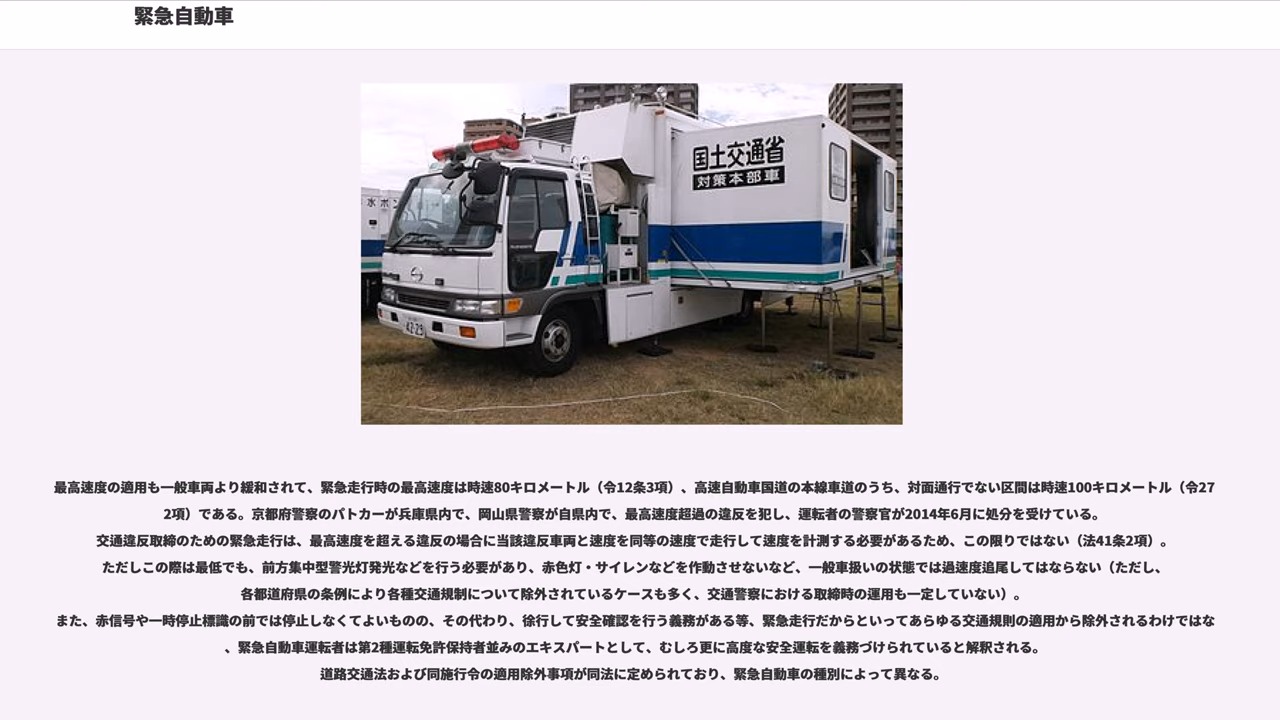 緊急自動車
国土交通省
対策本部車
水 ポン
42-29
最高速度の適用も一般車両より緩和されて、緊急走行時の最高速度は時速80キロメートル（令12条3項）、高速自動車国道の本線車道のうち、対面通行でない区間は時速100キロメートル（令27
2項）である。京都府警察のパトカーが兵庫県内で、岡山県警察が自県内で、最高速度超過の違反を犯し、運転者の警察官が2014年6月に処分を受けている。
交通違反取締のための緊急走行は、最高速度を超える違反の場合に当該違反車両と速度を同等の速度で走行して速度を計測する必要があるため、この限りではない（法41条2項）。
ただしこの際は最低でも、前方集中型警光灯発光などを行う必要があり、赤色灯・サイレンなどを作動させないなど、一般車扱いの状態では過速度追尾してはならない（ただし、
各都道府県の条例により各種交通規制について除外されているケースも多く、交通警察における取締時の運用も一定していない）。
また、赤信号や一時停止標識の前では停止しなくてよいものの、その代わり、徐行して安全確認を行う義務がある等、緊急走行だからといってあらゆる交通規則の適用から除外されるわけではな
、緊急自動車運転者は第2種運転免許保持者並みのエキスパートとして、むしろ更に高度な安全運転を義務づけられていると解釈される。
道路交通法および同施行令の適用除外事項が同法に定められており、緊急自動車の種別によって異なる。